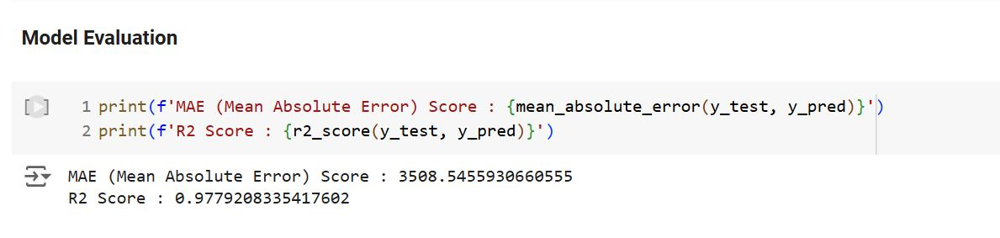 Model Evaluation
[ ] 1 print(f'MAE (Mean Absolute Error) Score : {mean_absolute_error(y_test, y_pred)}')
2 print(f'R2 Score : {r2_score(y_test, y_pred)}')
MAE (Mean Absolute Error) Score : 3508.5455930660555
R2 Score : 0.9779208335417602